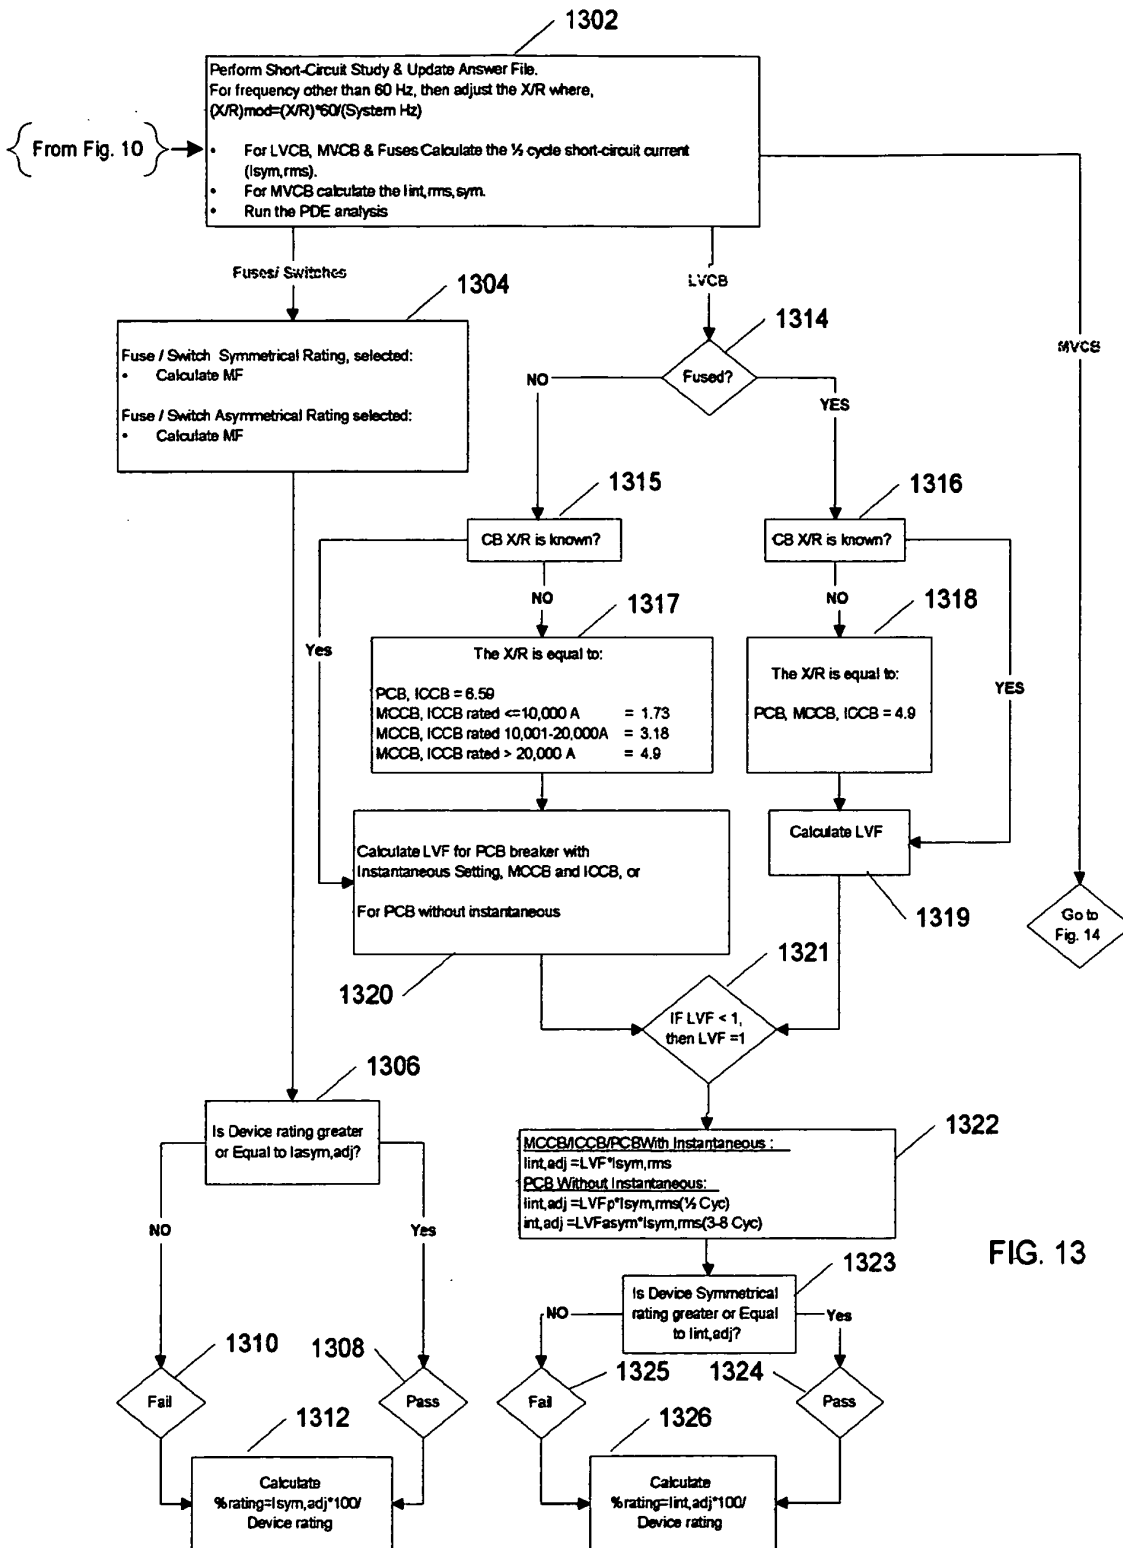 1302
Perform Short-Circuit Study & Update Answer File.
For frequency other than 60 Hz, then adjust the X/R where,
(X/R)mod=(X/R)*60/(System Hz)
• For LVCB, MVCB & Fuses Calculate the ½ cycle short-circuit current
(Isym,rms).
• For MVCB calculate the Iint,rms,sym.
• Run the PDE analysis
From Fig. 10
Fuses/ Switches
LVCB
MVCB
1304
Fuse / Switch Symmetrical Rating, selected:
• Calculate MF
Fuse / Switch Asymmetrical Rating selected:
• Calculate MF
1314
Fused?
NO
YES
1315
CB X/R is known?
1316
CB X/R is known?
NO
NO
Yes
YES
1317
The X/R is equal to:
PCB, ICCB = 6.59
MCCB, ICCB rated <=10,000 A = 1.73
MCCB, ICCB rated 10,001-20,000A = 3.18
MCCB, ICCB rated > 20,000 A = 4.9
1318
The X/R is equal to:
PCB, MCCB, ICCB = 4.9
Calculate LVF for PCB breaker with
Instantaneous Setting, MCCB and ICCB, or
For PCB without instantaneous
1320
Calculate LVF
1319
Go to
Fig. 14
1321
IF LVF < 1,
then LVF =1
1306
Is Device rating greater
or Equal to Iasym,adj?
NO
Yes
1322
MCCB/ICCB/PCBWith Instantaneous :
Iint,adj =LVF*Isym,rms
PCB Without Instantaneous:
Iint,adj =LVFp*Isym,rms(½ Cyc)
int,adj =LVFasym*Isym,rms(3-8 Cyc)
FIG. 13
1323
Is Device Symmetrical
rating greater or Equal
to Iint,adj?
NO
Yes
1310
Fail
1308
Pass
1325
Fail
1324
Pass
1312
Calculate
%rating=Isym,adj*100/
Device rating
1326
Calculate
%rating=Iint,adj*100/
Device rating